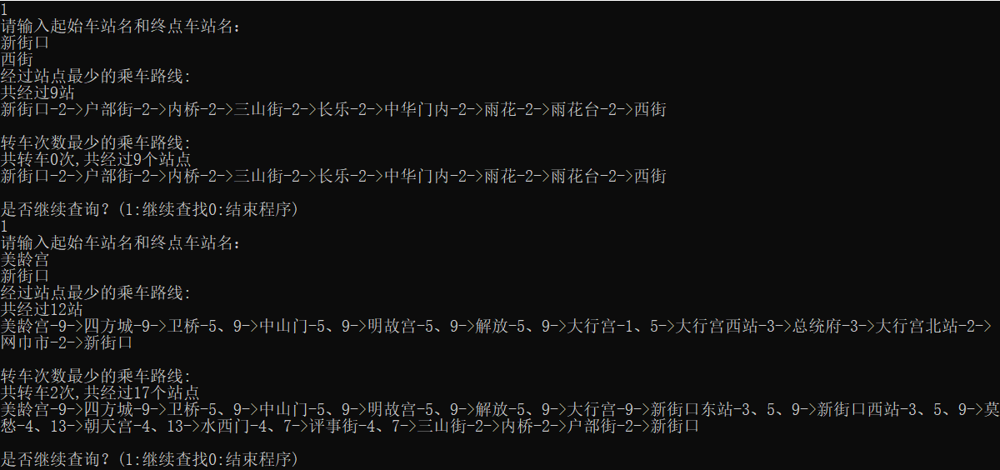 1
请输入起始车站名和终点车站名:
新街口
西街
经过站点最少的乘车路线:
共经过9站
新街口-2->户部街-2->内桥-2->三山街-2->长乐-2->中华门内-2->雨花-2->雨花台-2->西街
转车次数最少的乘车路线:
共转车0次,共经过9个站点
新街口-2->户部街-2->内桥-2->三山街-2->长乐-2->中华门内-2->雨花-2->雨花台-2->西街
是否继续查询? (1:继续查找0:结束程序)
1
请输入起始车站名和终点车站名:
美龄宫
新街口
经过站点最少的乘车路线:
共经过12站
美龄宫-9->四方城-9->卫桥-5、9->中山门-5、9->明故宫-5、9->解放-5、9->大行宫-1、5->大行宫西站-3->总统府-3->大行宫北站-2->
网巾市-2->新街口
转车次数最少的乘车路线:
共转车2次,共经过17个站点
美龄宫-9->四方城-9->卫桥-5、9->中山门-5、9->明故宫-5、9->解放-5、9->大行宫-9->新街口东站-3、5、9->新街口西站-3、5、9->莫
愁-4、13->朝天宫-4、13->水西门-4、7->评事街-4、7->三山街-2->内桥-2->户部街-2->新街口
是否继续查询? (1:继续查找0:结束程序)